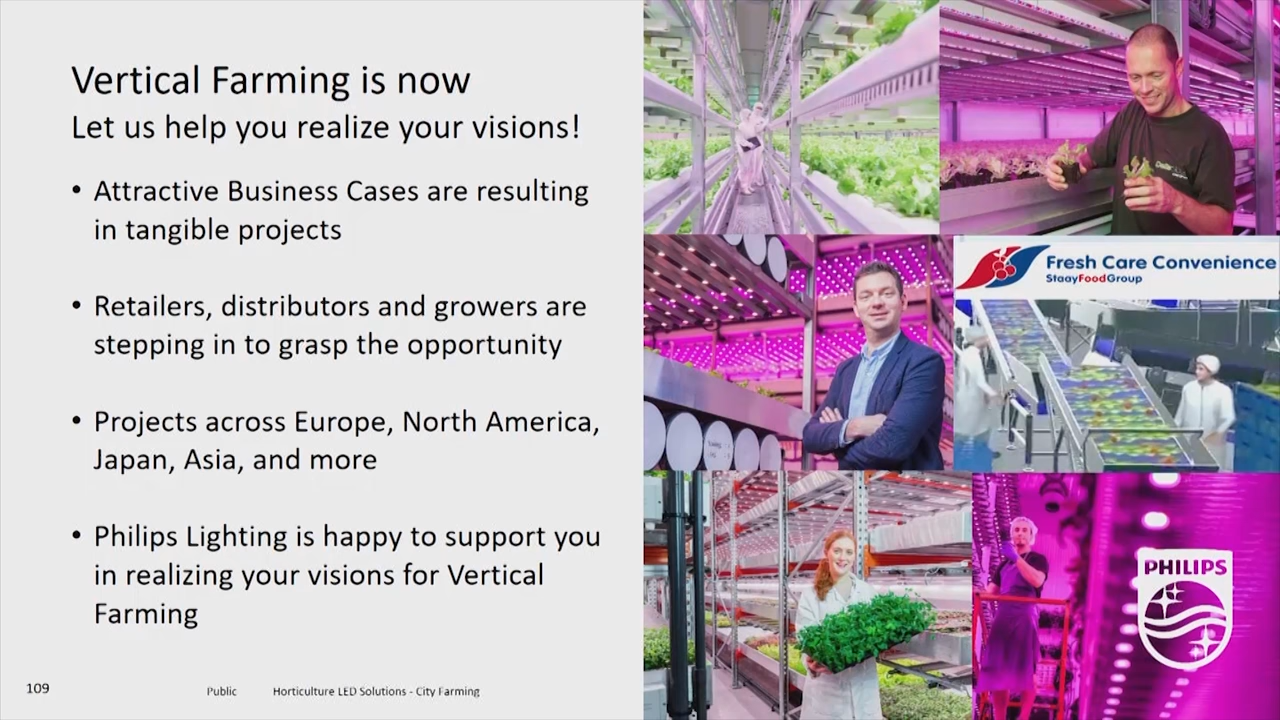 Vertical Farming is now
Let us help you realize your visions!
• Attractive Business Cases are resulting
in tangible projects
• Retailers, distributors and growers are
stepping in to grasp the opportunity
• Projects across Europe, North America,
Japan, Asia, and more
• Philips Lighting is happy to support you
in realizing your visions for Vertical
Farming
109
Public
Horticulture LED Solutions - City Farming
Fresh Care Convenience
StaayFoodGroup
PHILIPS